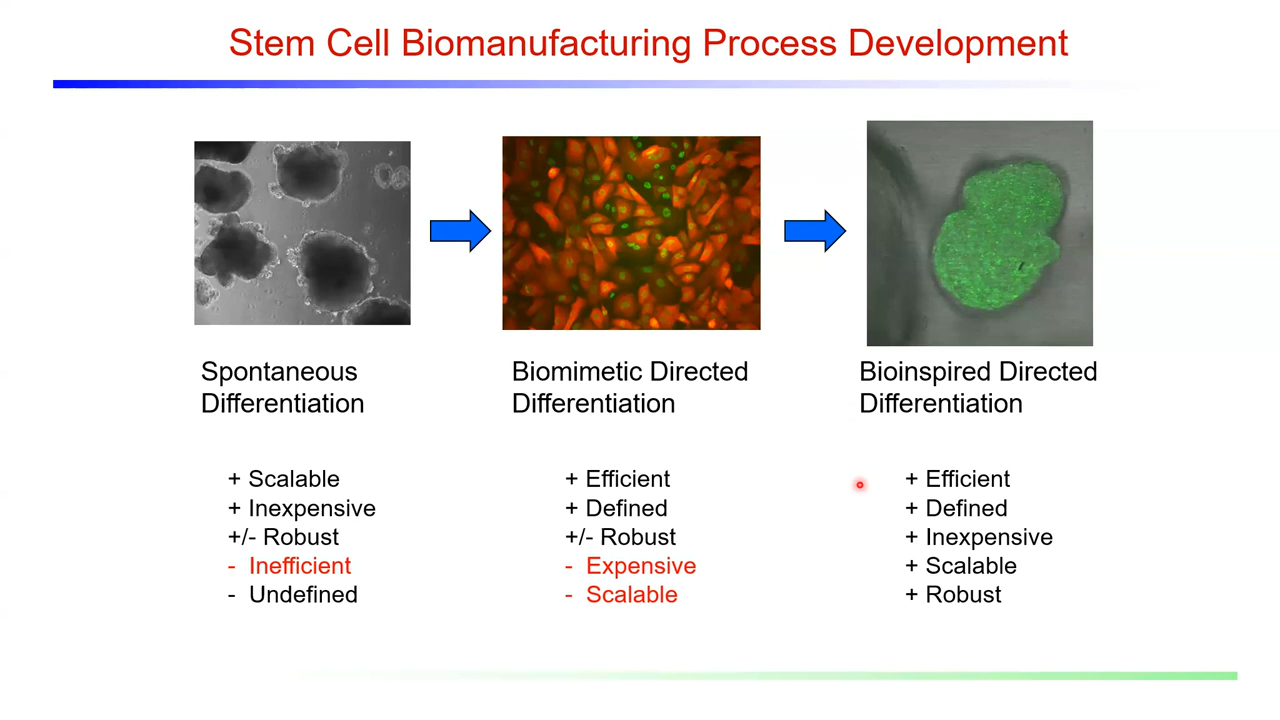 Stem Cell Biomanufacturing Process Development
Spontaneous
Differentiation
Biomimetic Directed
Differentiation
Bioinspired Directed
Differentiation
+ Scalable
+ Inexpensive
+/- Robust
- Inefficient
- Undefined
+ Efficient
+ Defined
+/- Robust
- Expensive
- Scalable
+ Efficient
+ Defined
+ Inexpensive
+ Scalable
+ Robust